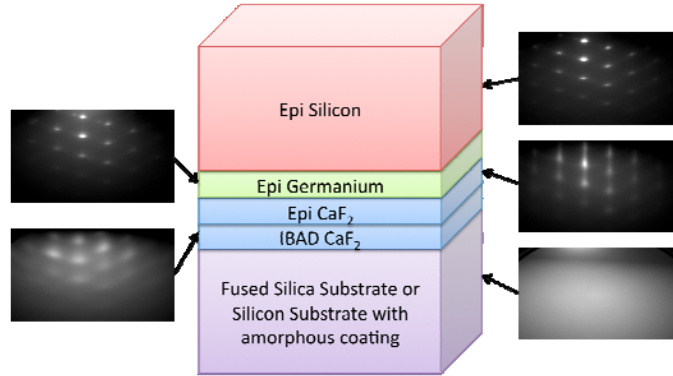 Epi Silicon
Epi Germanium
Epi CaF₂
IBAD CaF₂
Fused Silica Substrate or
Silicon Substrate with
amorphous coating